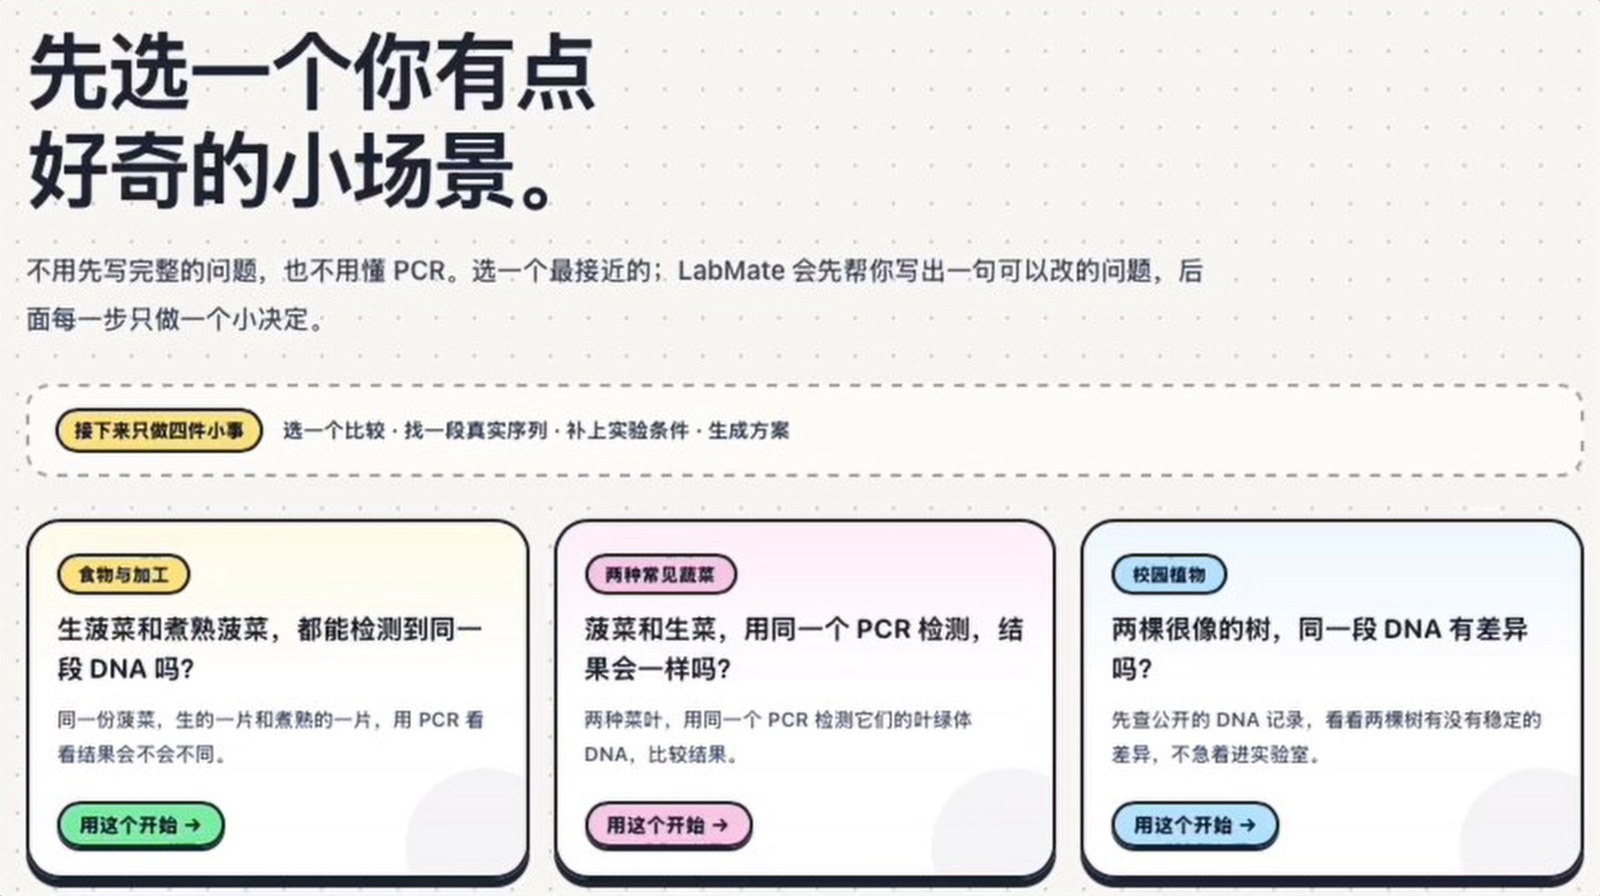 先选一个你有点
好奇的小场景。
不用先写完整的问题，也不用懂 PCR。选一个最接近的；LabMate 会先帮你写出一句可以改的问题，后
面每一步只做一个小决定。
接下来只做四件小事 选一个比较 · 找一段真实序列 · 补上实验条件 · 生成方案
食物与加工
生菠菜和煮熟菠菜，都能检测到同一
段 DNA 吗？
同一份菠菜，生的一片和煮熟的一片，用 PCR 看
看结果会不会不同。
用这个开始 →
两种常见蔬菜
菠菜和生菜，用同一个 PCR 检测，结
果会一样吗？
两种菜叶，用同一个 PCR 检测它们的叶绿体
DNA，比较结果。
用这个开始 →
校园植物
两棵很像的树，同一段 DNA 有差异
吗？
先查公开的 DNA 记录，看看两棵树有没有稳定的
差异，不急着进实验室。
用这个开始 →